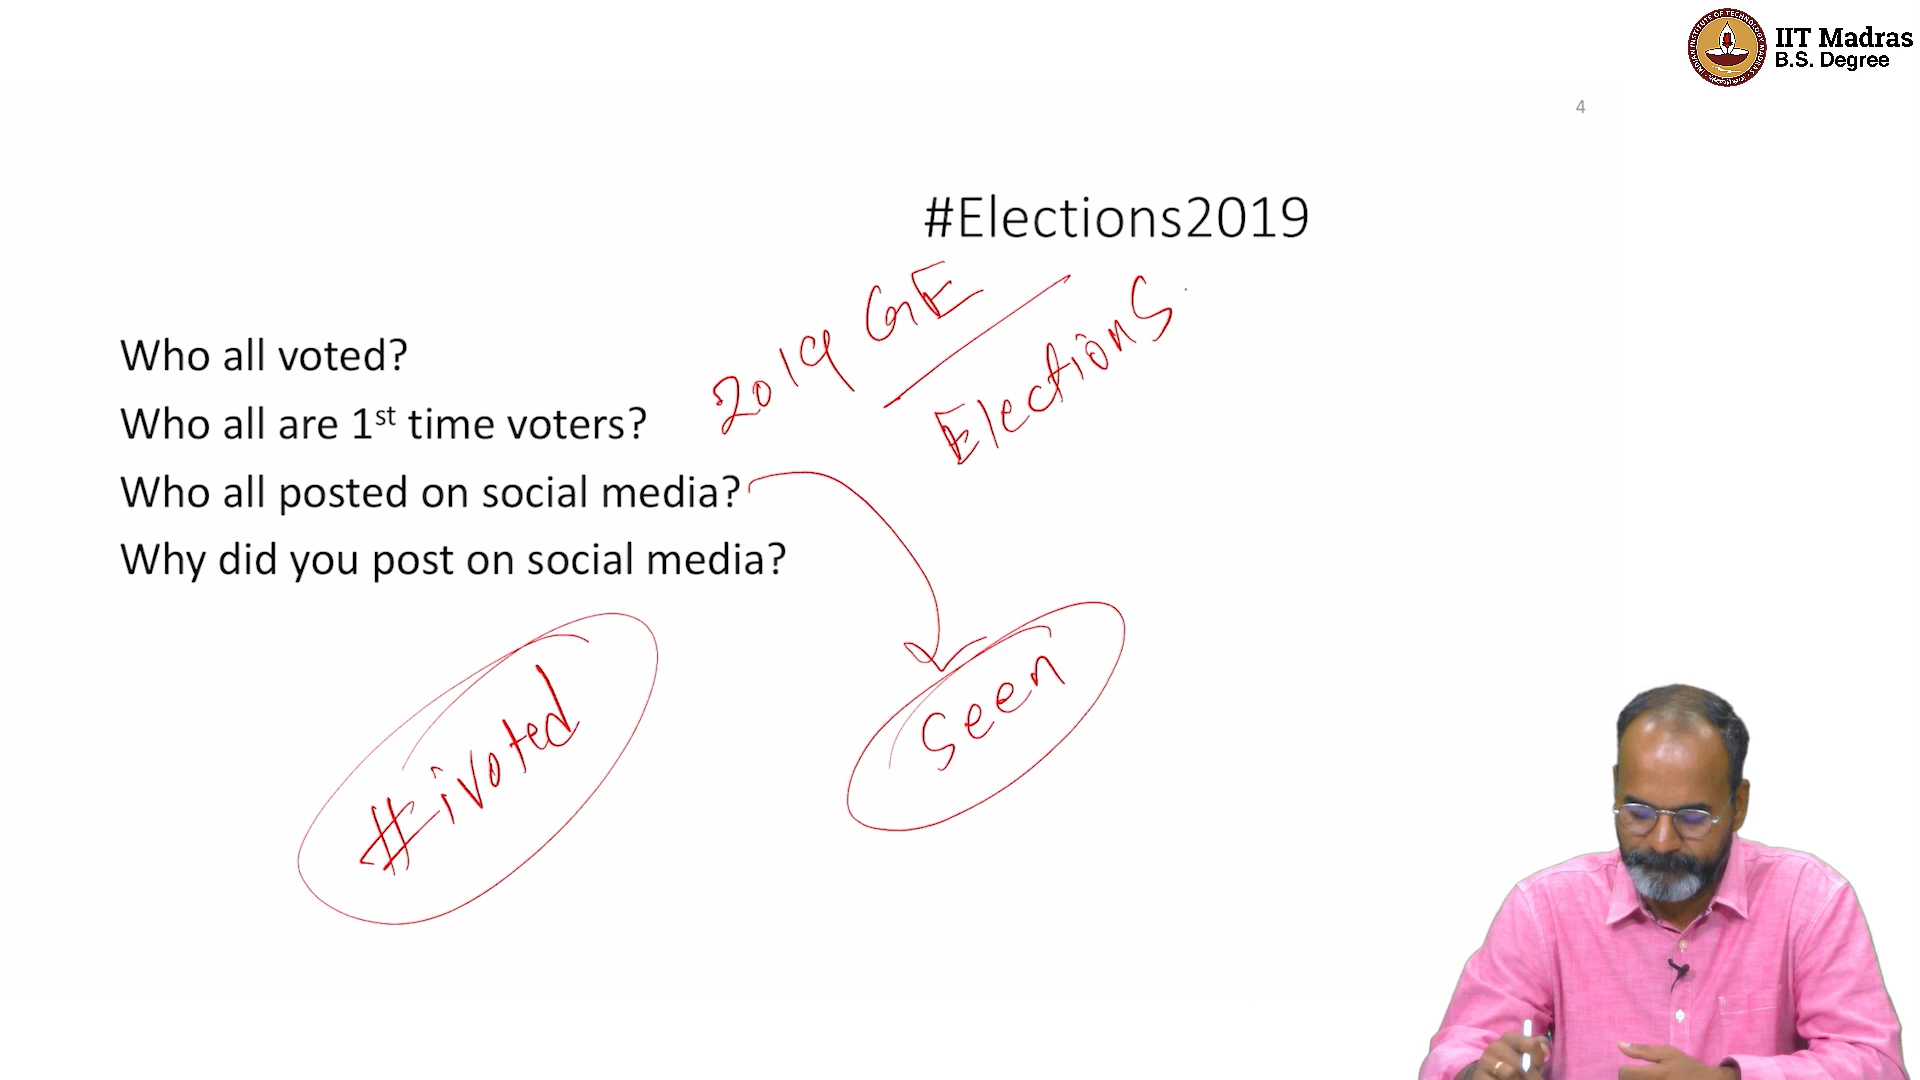 IIT Madras
B.S. Degree
4
#Elections2019
2019 GE
Elections
Who all voted?
Who all are 1st time voters?
Who all posted on social media?
Why did you post on social media?
#ivoted
Seen